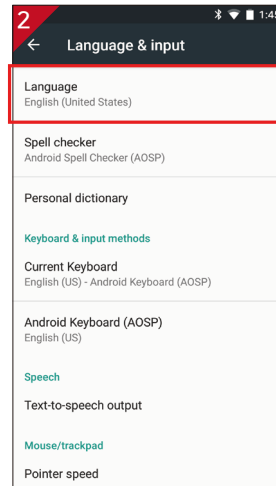 2
1:45
Language & input
Language
English (United States)
Spell checker
Android Spell Checker (AOSP)
Personal dictionary
Keyboard & input methods
Current Keyboard
English (US) - Android Keyboard (AOSP)
Android Keyboard (AOSP)
English (US)
Speech
Text-to-speech output
Mouse/trackpad
Pointer speed